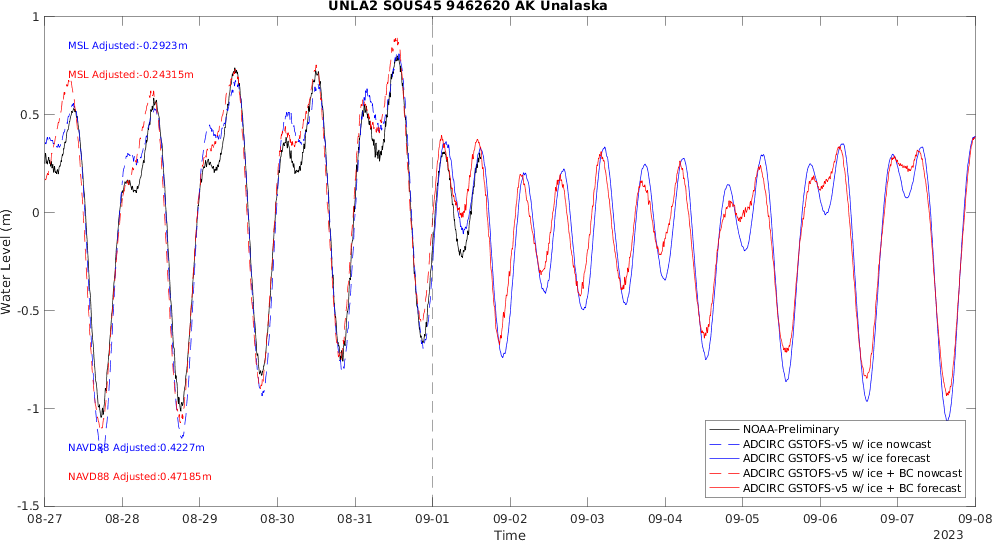 UNLA2 SOUS45 9462620 AK Unalaska
1
MSL Adjusted:-0.2923m
MSL Adjusted:-0.24315m
0.5
0
Water Level (m)
-0.5
-1
NOAA-Preliminary
ADCIRC GSTOFS-v5 w/ ice nowcast
NAVD88 Adjusted:0.4227m
ADCIRC GSTOFS-v5 w/ ice forecast
ADCIRC GSTOFS-v5 w/ ice + BC nowcast
NAVD88 Adjusted:0.47185m
ADCIRC GSTOFS-v5 w/ ice + BC forecast
-1.5
08-27 08-28 08-29 08-30 08-31 09-01 09-02 09-03 09-04 09-05 09-06 09-07 09-08
Time
2023